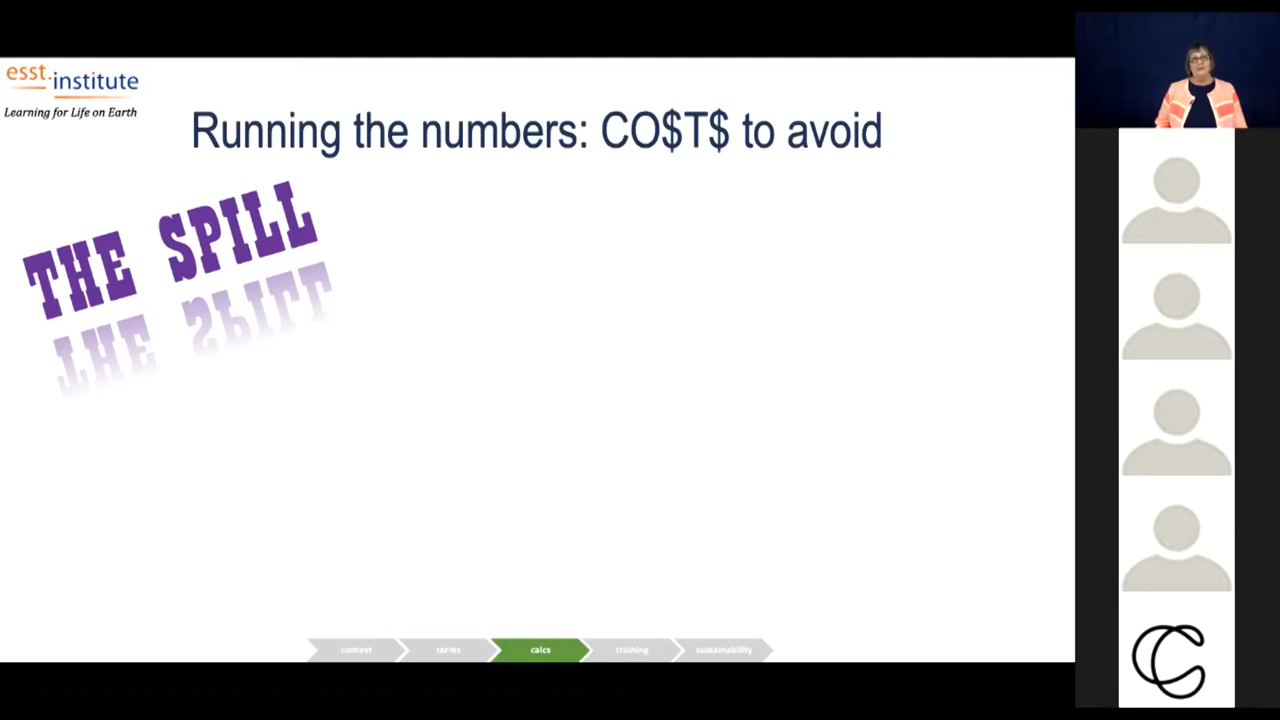 esst.institute
Learning for Life on Earth
Running the numbers: CO$T$ to avoid
THE SPILL
context
terms
calcs
training
sustainability